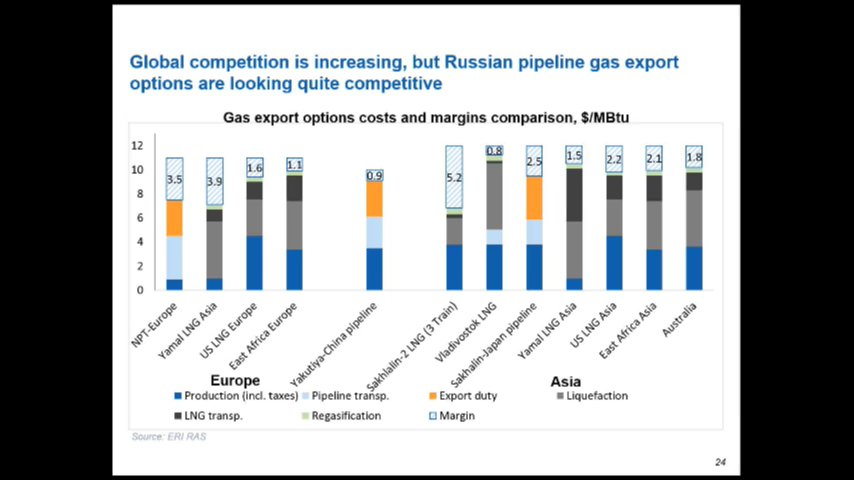 Global competition is increasing, but Russian pipeline gas export
options are looking quite competitive
Gas export options costs and margins comparison, $/MBtu
12
10
8
6
4
2
0
3.5
3.9
1.6
1.1
0.9
5.2
0.8
2.5
1.5
2.2
2.1
1.8
NPT-Europe
Yamal LNG Asia
US LNG Europe
East Africa Europe
Yakutiya-China pipeline
Sakhlalin-2 LNG (3 Train)
Vladivostok LNG
Sakhalin-Japan pipeline
Yamal LNG Asia
US LNG Asia
East Africa Asia
Australia
Europe
Asia
Production (incl. taxes)
Pipeline transp.
Export duty
Liquefaction
LNG transp.
Regasification
Margin
Source: ERI RAS
24